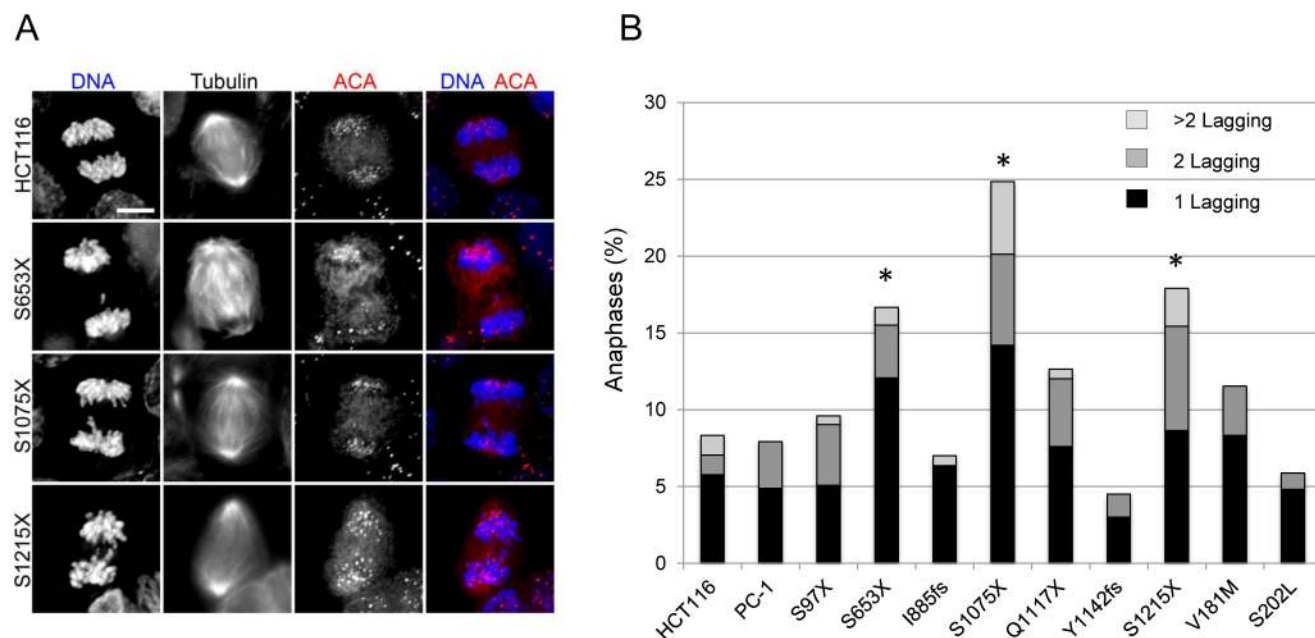 A
DNA Tubulin ACA DNA ACA
HCT116
S653X
S1075X
S1215X
B
Anaphases (%)
30
25
20
15
10
5
0
>2 Lagging
2 Lagging
1 Lagging
*
*
*
HCT116 PC-1 S97X S653X I885fs S1075X Q1117X Y1142fs S1215X V181M S202L